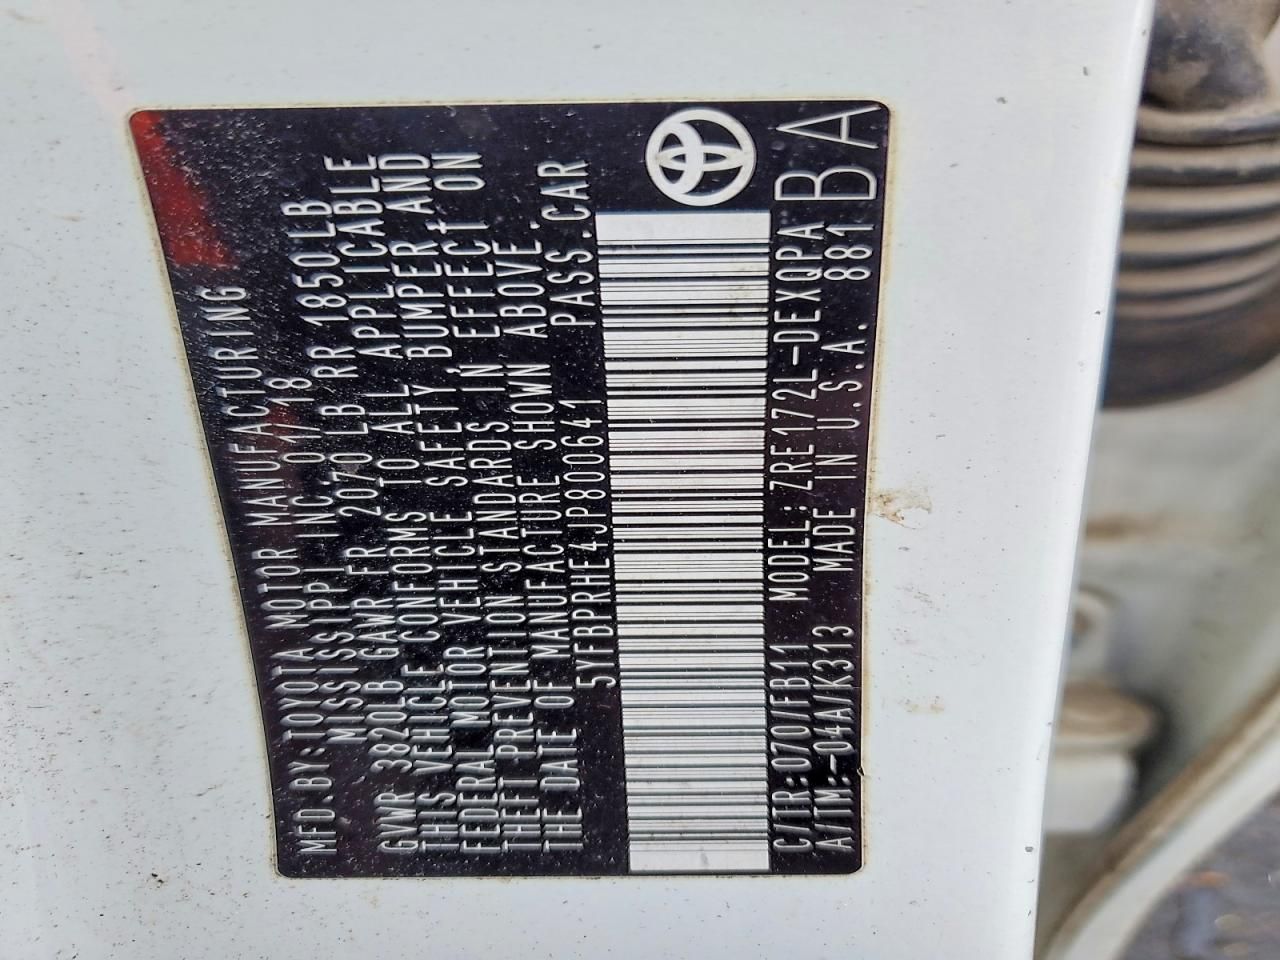 MFD.BY:TOYOTA MOTOR MANUFACTURING
MISSISSIPPI INC. 01/18
GVWR 3820LB GAWR FR 2070LB RR 1850LB
THIS VEHICLE CONFORMS TO ALL APPLICABLE
FEDERAL MOTOR VEHICLE SAFETY BUMPER AND
THEFT PREVENTION STANDARDS IN EFFECT ON
THE DATE OF MANUFACTURE SHOWN ABOVE.
5YFBPRHE4JP800641 PASS.CAR
C/TR:070/FB11 MODEL:ZRE172L-DEXQPA BA
A/TM:-04A/K313 MADE IN U.S.A. 881 B